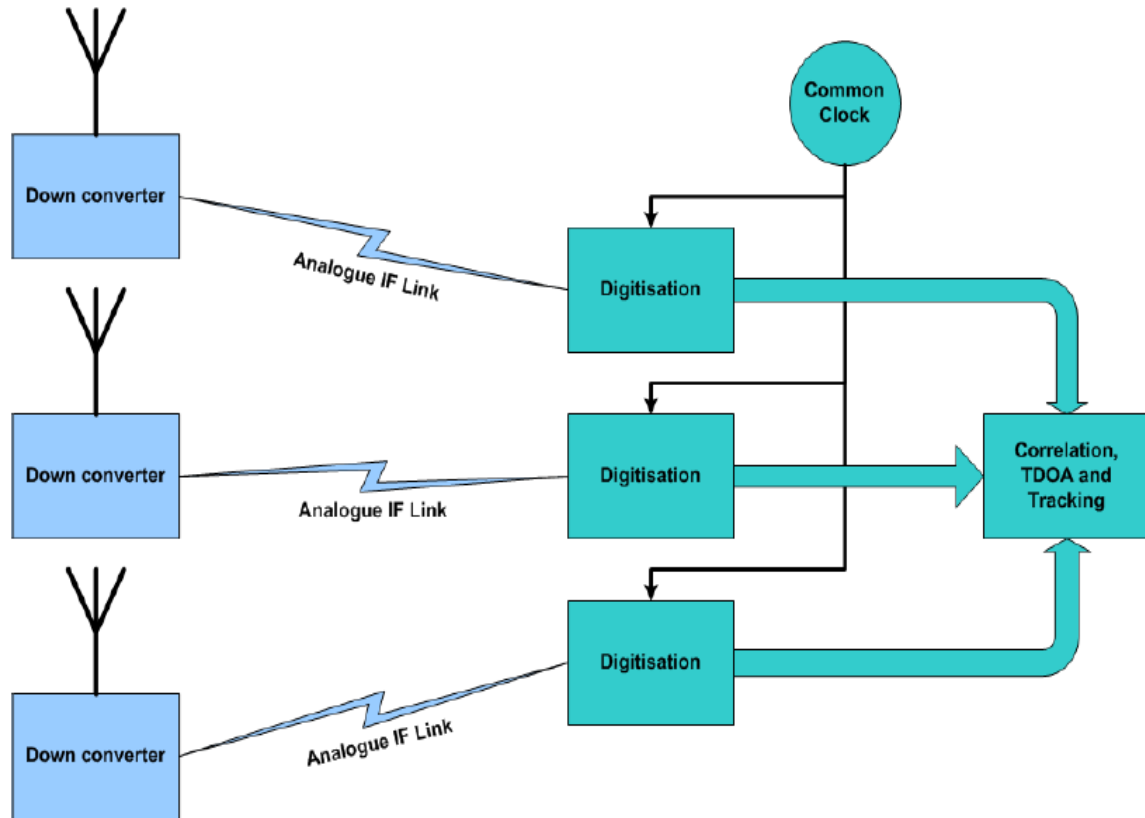 Common
Clock
Down converter
Analogue IF Link
Digitisation
Down converter
Analogue IF Link
Digitisation
Correlation,
TDOA and
Tracking
Down converter
Analogue IF Link
Digitisation